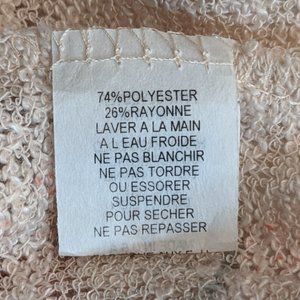 74%POLYESTER
26%RAYONNE
LAVER A LA MAIN
A L EAU FROIDE
NE PAS BLANCHIR
NE PAS TORDRE
OU ESSORER
SUSPENDRE
POUR SECHER
NE PAS REPASSER